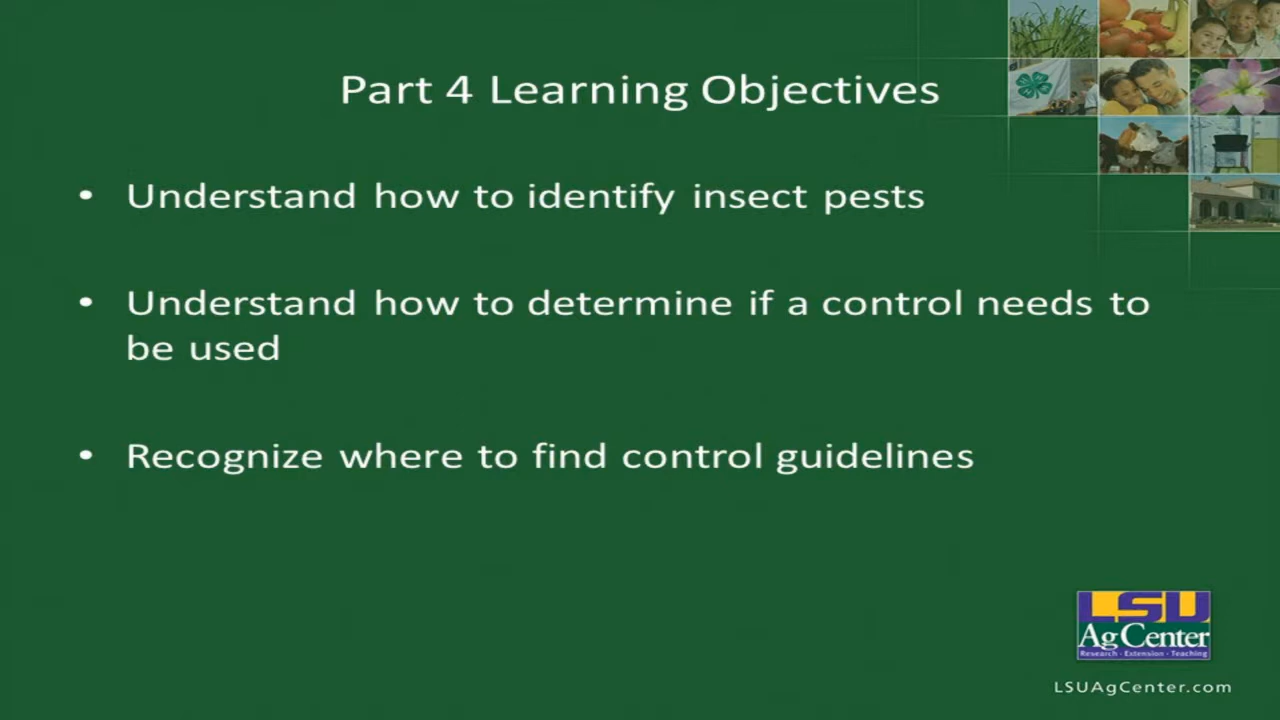 Part 4 Learning Objectives
• Understand how to identify insect pests
• Understand how to determine if a control needs to
be used
• Recognize where to find control guidelines
LSU
AgCenter
Research · Extension · Teaching
LSUAgCenter.com